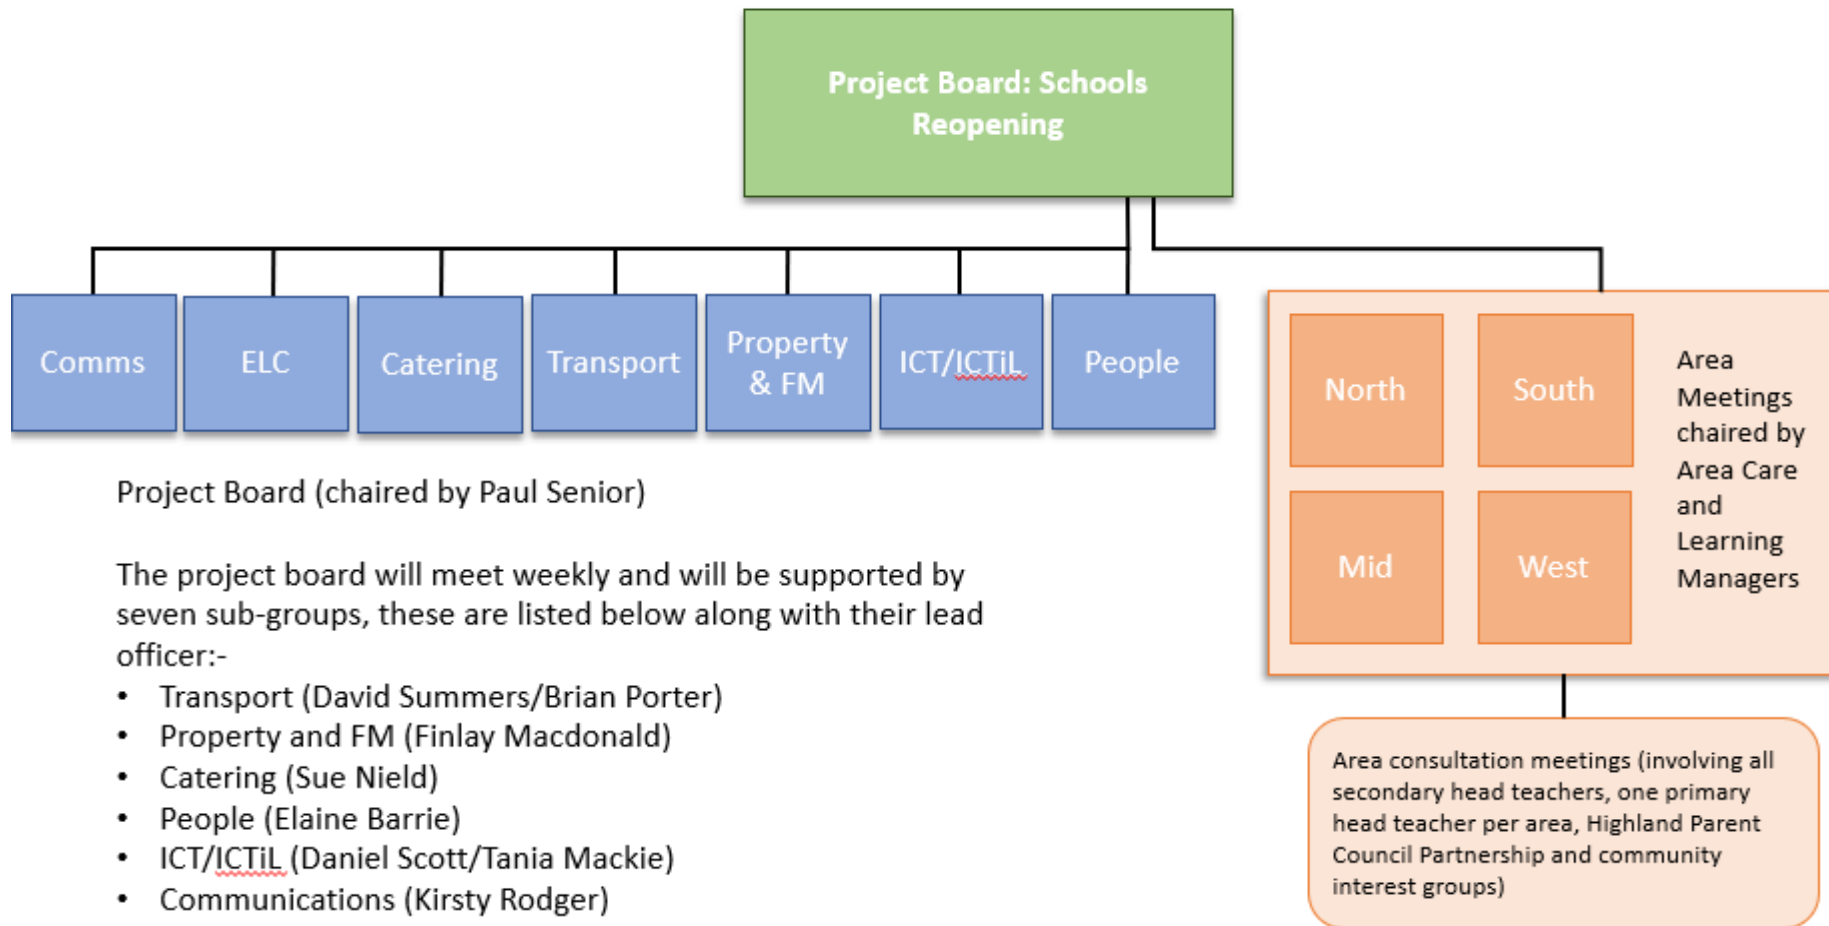 Project Board: Schools
Reopening
Comms
ELC
Catering
Transport
Property
& FM
ICT/ICTiL
People
North
South
Mid
West
Area
Meetings
chaired by
Area Care
and
Learning
Managers
Project Board (chaired by Paul Senior)
The project board will meet weekly and will be supported by
seven sub-groups, these are listed below along with their lead
officer:-
• Transport (David Summers/Brian Porter)
• Property and FM (Finlay Macdonald)
• Catering (Sue Nield)
• People (Elaine Barrie)
• ICT/ICTiL (Daniel Scott/Tania Mackie)
• Communications (Kirsty Rodger)
Area consultation meetings (involving all
secondary head teachers, one primary
head teacher per area, Highland Parent
Council Partnership and community
interest groups)